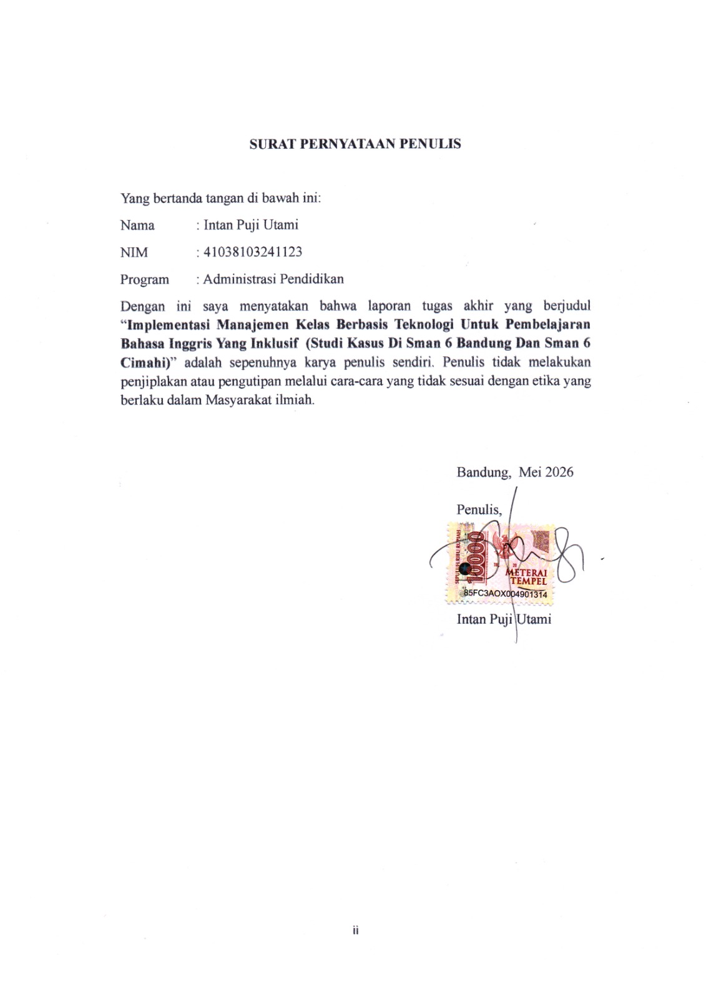 SURAT PERNYATAAN PENULIS
Yang bertanda tangan di bawah ini:
Nama : Intan Puji Utami
NIM : 41038103241123
Program : Administrasi Pendidikan
Dengan ini saya menyatakan bahwa laporan tugas akhir yang berjudul
“Implementasi Manajemen Kelas Berbasis Teknologi Untuk Pembelajaran
Bahasa Inggris Yang Inklusif (Studi Kasus Di Sman 6 Bandung Dan Sman 6
Cimahi)” adalah sepenuhnya karya penulis sendiri. Penulis tidak melakukan
penjiplakan atau pengutipan melalui cara-cara yang tidak sesuai dengan etika yang
berlaku dalam Masyarakat ilmiah.
Bandung, Mei 2026
Penulis,
SEPULUH RIBU RUPIAH
10000
METERAI
TEMPEL
85FC3AOX004901314
Intan Puji Utami
ii